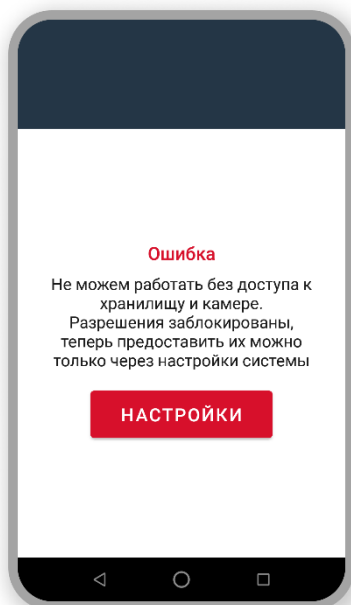 Ошибка
Не можем работать без доступа к
хранилищу и камере.
Разрешения заблокированы,
теперь предоставить их можно
только через настройки системы
НАСТРОЙКИ